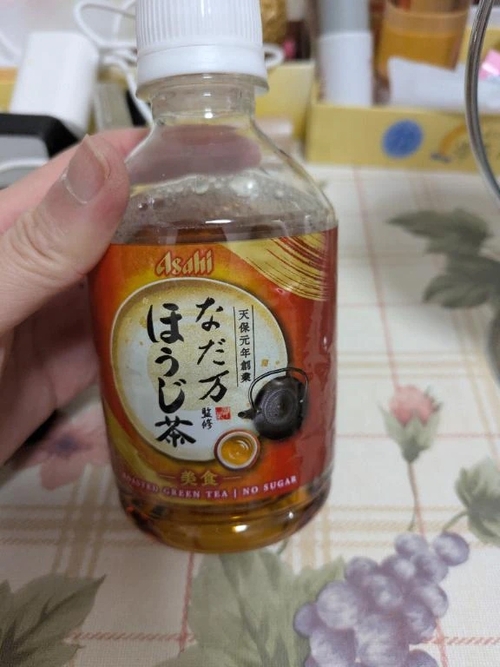 Asahi
天保元年創業
なだ万
ほうじ茶
監修
美食
ROASTED GREEN TEA | NO SUGAR